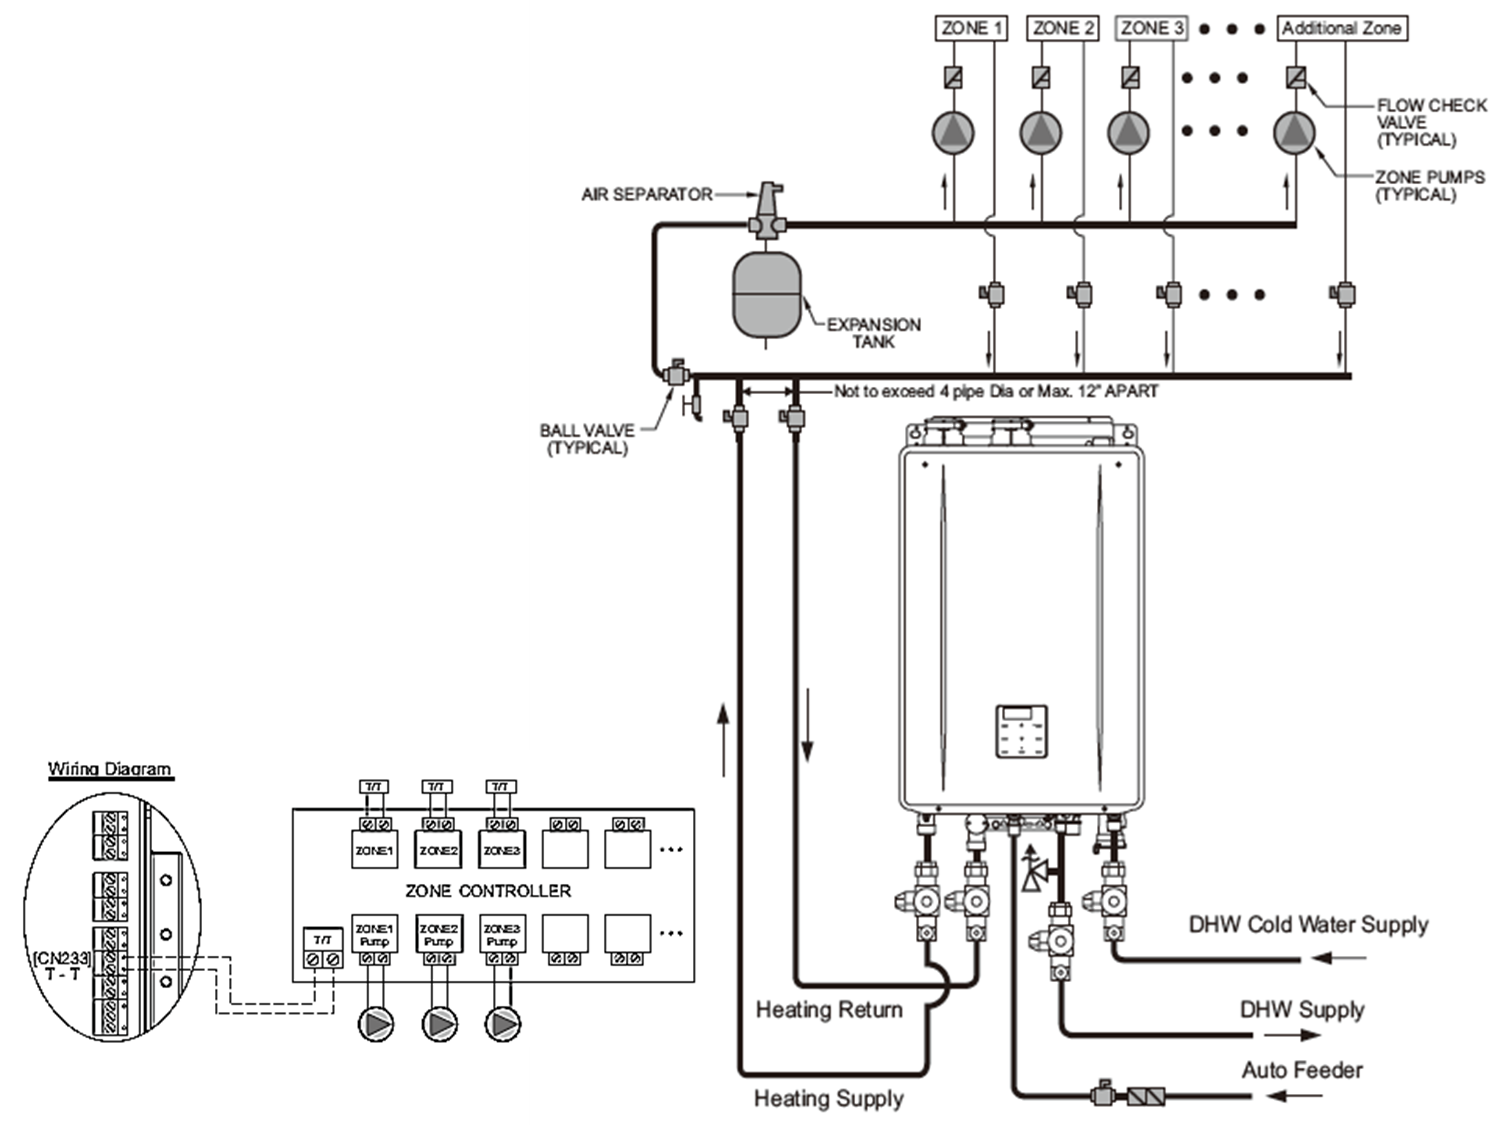 ZONE 1
ZONE 2
ZONE 3
Additional Zone
FLOW CHECK
VALVE
(TYPICAL)
ZONE PUMPS
(TYPICAL)
AIR SEPARATOR
EXPANSION
TANK
Not to exceed 4 pipe Dia or Max. 12" APART
BALL VALVE
(TYPICAL)
Wiring Diagram
T/T
T/T
T/T
ZONE1
ZONE2
ZONE3
ZONE CONTROLLER
T/T
ZONE1
Pump
ZONE2
Pump
ZONE3
Pump
[CN233]
T - T
Heating Return
Heating Supply
DHW Cold Water Supply
DHW Supply
Auto Feeder